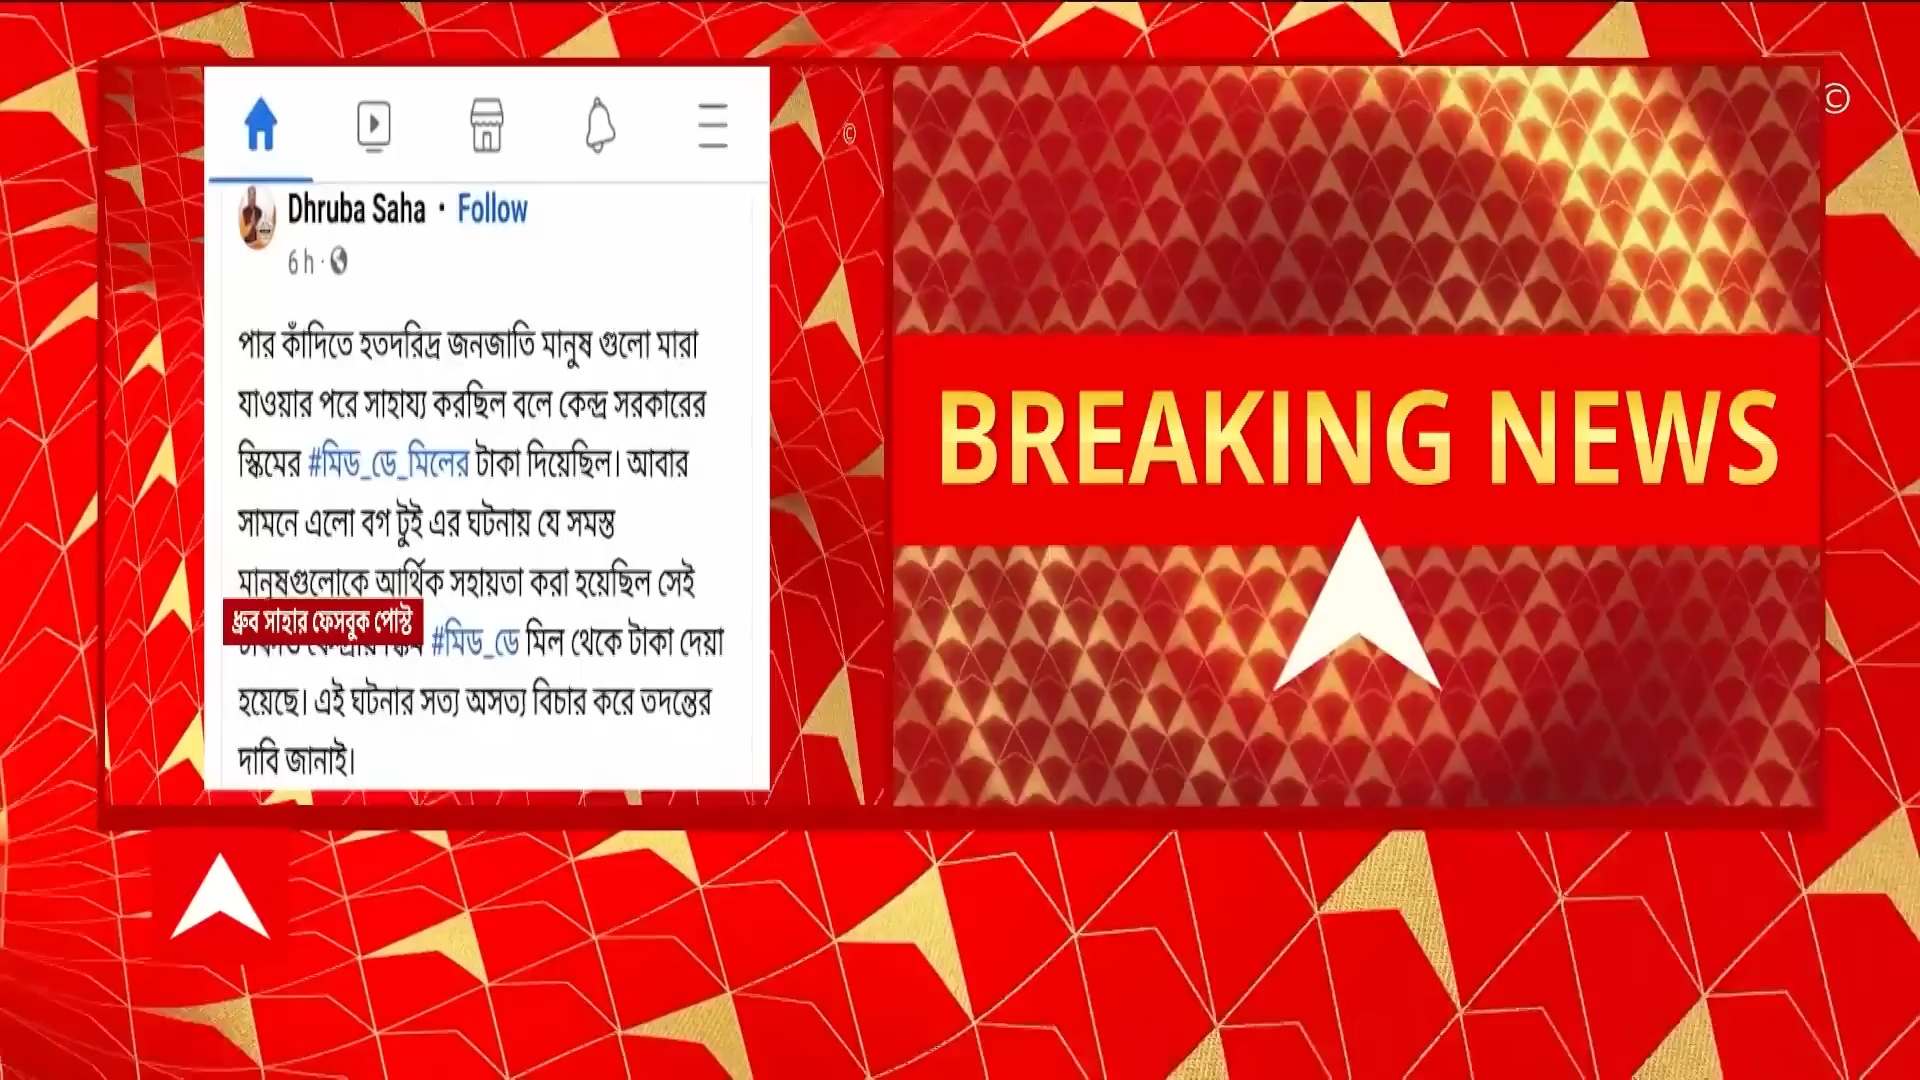 ©
©
Dhruba Saha · Follow
6 h ·
পার কাঁদিতে হতদরিদ্র জনজাতি মানুষ গুলো মারা
যাওয়ার পরে সাহায্য করছিল বলে কেন্দ্র সরকারের
স্কিমের #মিড_ডে_মিলের টাকা দিয়েছিল। আবার
সামনে এলো বগ টুই এর ঘটনায় যে সমস্ত
মানুষগুলোকে আর্থিক সহায়তা করা হয়েছিল সেই
ধ্রুব সাহার ফেসবুক পোস্ট
#মিড_ডে মিল থেকে টাকা দেয়া
হয়েছে। এই ঘটনার সত্য অসত্য বিচার করে তদন্তের
দাবি জানাই।
BREAKING NEWS